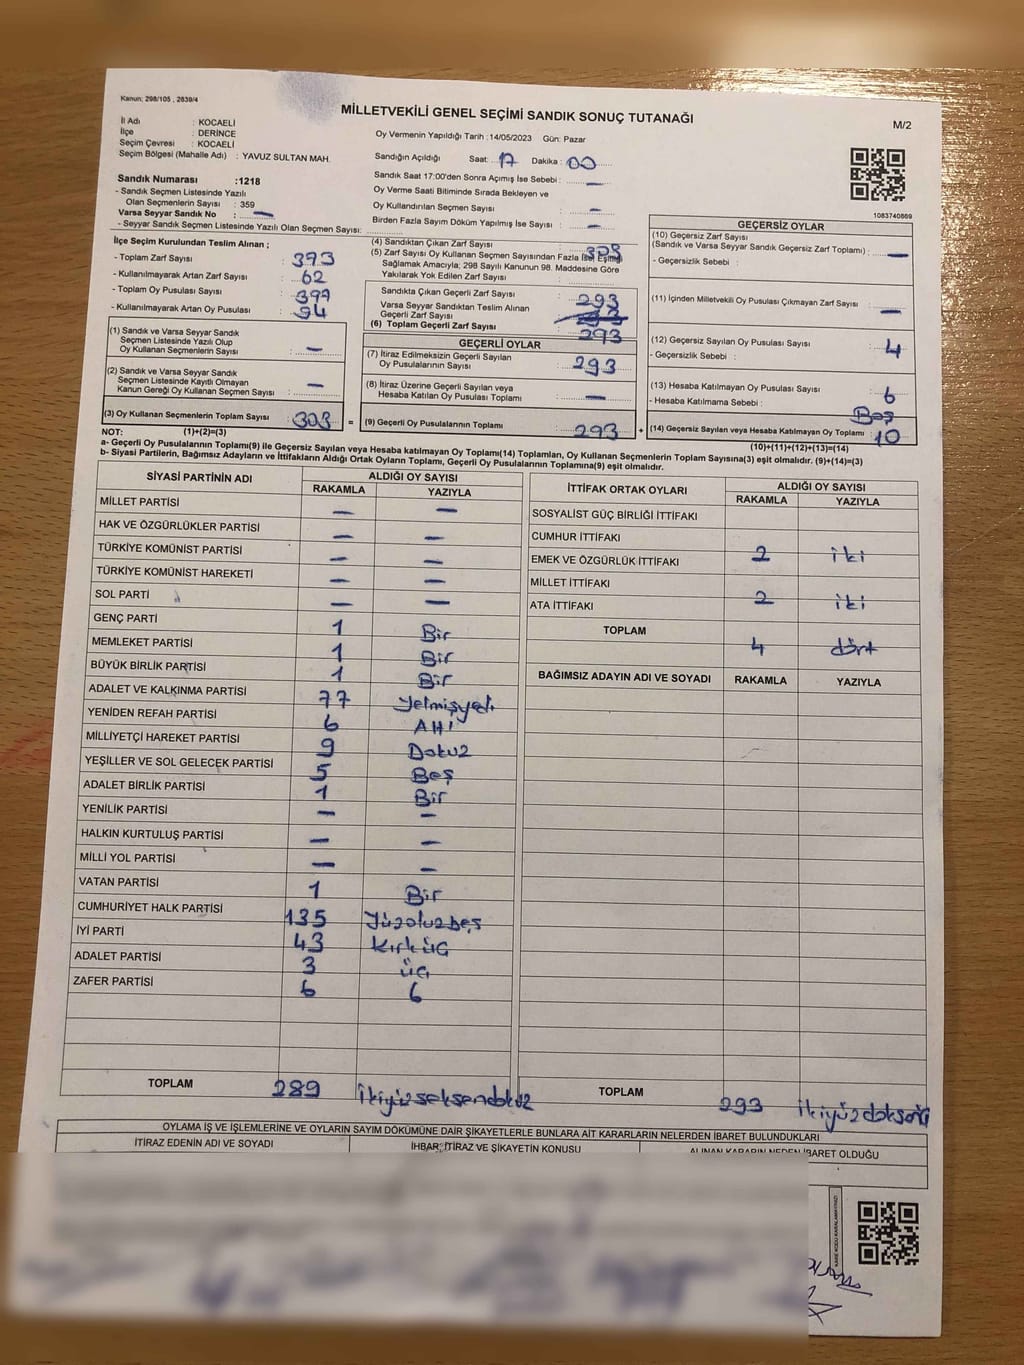 Kanun: 298/105 , 2839/4
MİLLETVEKİLİ GENEL SEÇİMİ SANDIK SONUÇ TUTANAĞI
M/2
İl Adı : KOCAELİ
İlçe : DERİNCE
Seçim Çevresi : KOCAELİ
Seçim Bölgesi (Mahalle Adı) : YAVUZ SULTAN MAH.
Oy Vermenin Yapıldığı Tarih :14/05/2023 Gün: Pazar
Sandığın Açıldığı Saat: 17 Dakika : 00
Sandık Saat 17:00'den Sonra Açımış İse Sebebi : —
Oy Verme Saati Bitiminde Sırada Bekleyen ve
Oy Kullandırılan Seçmen Sayısı : —
Birden Fazla Sayım Döküm Yapılmış İse Sayısı : —
Sandık Numarası :1218
- Sandık Seçmen Listesinde Yazılı
Olan Seçmenlerin Sayısı : 359
Varsa Seyyar Sandık No : —
- Seyyar Sandık Seçmen Listesinde Yazılı Olan Seçmen Sayısı:
1083740869
İlçe Seçim Kurulundan Teslim Alınan ;
- Toplam Zarf Sayısı : 393
- Kullanılmayarak Artan Zarf Sayısı : 62
- Toplam Oy Pusulası Sayısı : 397
- Kullanılmayarak Artan Oy Pusulası : 94
(1) Sandık ve Varsa Seyyar Sandık
Seçmen Listesinde Yazılı Olup
Oy Kullanan Seçmenlerin Sayısı : —
(2) Sandık ve Varsa Seyyar Sandık
Seçmen Listesinde Kayıtlı Olmayan
Kanun Gereği Oy Kullanan Seçmen Sayısı : —
(3) Oy Kullanan Seçmenlerin Toplam Sayısı : 303 =
(4) Sandıktan Çıkan Zarf Sayısı : 303
(5) Zarf Sayısı Oy Kullanan Seçmen Sayısından Fazla İse; Eşitliği
Sağlamak Amacıyla; 298 Sayılı Kanunun 98. Maddesine Göre
Yakılarak Yok Edilen Zarf Sayısı :
Sandıkta Çıkan Geçerli Zarf Sayısı : 293
Varsa Seyyar Sandıktan Teslim Alınan
Geçerli Zarf Sayısı :
(6) Toplam Geçerli Zarf Sayısı : 293
GEÇERLİ OYLAR
(7) İtiraz Edilmeksizin Geçerli Sayılan
Oy Pusulalarının Sayısı : 293
(8) İtiraz Üzerine Geçerli Sayılan veya
Hesaba Katılan Oy Pusulası Toplamı : —
(9) Geçerli Oy Pusulalarının Toplamı : 293 +
GEÇERSİZ OYLAR
(10) Geçersiz Zarf Sayısı
(Sandık ve Varsa Seyyar Sandık Geçersiz Zarf Toplamı) : —
- Geçersizlik Sebebi :
(11) İçinden Milletvekili Oy Pusulası Çıkmayan Zarf Sayısı : —
(12) Geçersiz Sayılan Oy Pusulası Sayısı : 4
- Geçersizlik Sebebi :
(13) Hesaba Katılmayan Oy Pusulası Sayısı : 6
- Hesaba Katılmama Sebebi : Boş
(14) Geçersiz Sayılan veya Hesaba Katılmayan Oy Toplamı : 10
NOT: (1)+(2)=(3)
(10)+(11)+(12)+(13)=(14)
a- Geçerli Oy Pusulalarının Toplamı(9) ile Geçersiz Sayılan veya Hesaba katılmayan Oy Toplamı(14) Toplamları, Oy Kullanan Seçmenlerin Toplam Sayısına(3) eşit olmalıdır. (9)+(14)=(3)
b- Siyasi Partilerin, Bağımsız Adayların ve İttifakların Aldığı Oyların Toplamı, Geçerli Oy Pusulalarının Toplamına(9) eşit olmalıdır.
SİYASİ PARTİNİN ADI ALDIĞI OY SAYISI
RAKAMLA YAZIYLA
MİLLET PARTİSİ — —
HAK VE ÖZGÜRLÜKLER PARTİSİ — —
TÜRKİYE KOMÜNİST PARTİSİ — —
TÜRKİYE KOMÜNİST HAREKETİ — —
SOL PARTİ — —
GENÇ PARTİ 1 Bir
MEMLEKET PARTİSİ 1 Bir
BÜYÜK BİRLİK PARTİSİ 1 Bir
ADALET VE KALKINMA PARTİSİ 77 Yetmişyedi
YENİDEN REFAH PARTİSİ 6 Altı
MİLLİYETÇİ HAREKET PARTİSİ 9 Dokuz
YEŞİLLER VE SOL GELECEK PARTİSİ 5 Beş
ADALET BİRLİK PARTİSİ 1 Bir
YENİLİK PARTİSİ — —
HALKIN KURTULUŞ PARTİSİ — —
MİLLİ YOL PARTİSİ — —
VATAN PARTİSİ 1 Bir
CUMHURİYET HALK PARTİSİ 135 Yüzotuzbeş
İYİ PARTİ 43 Kırküç
ADALET PARTİSİ 3 üç
ZAFER PARTİSİ 6 6
TOPLAM 289 ikiyüzseksendokuz
İTTİFAK ORTAK OYLARI ALDIĞI OY SAYISI
RAKAMLA YAZIYLA
SOSYALİST GÜÇ BİRLİĞİ İTTİFAKI
CUMHUR İTTİFAKI 2 iki
EMEK VE ÖZGÜRLÜK İTTİFAKI
MİLLET İTTİFAKI 2 iki
ATA İTTİFAKI
TOPLAM 4 dört
BAĞIMSIZ ADAYIN ADI VE SOYADI RAKAMLA YAZIYLA
TOPLAM 293
OYLAMA İŞ VE İŞLEMLERİNE VE OYLARIN SAYIM DÖKÜMÜNE DAİR ŞİKAYETLERLE BUNLARA AİT KARARLARIN NELERDEN İBARET BULUNDUKLARI
İTİRAZ EDENİN ADI VE SOYADI
İHBAR, İTİRAZ VE ŞİKAYETİN KONUSU
ALINAN KARARIN NEDEN İBARET OLDUĞU
KARE KODU KARALAMAYINIZ!